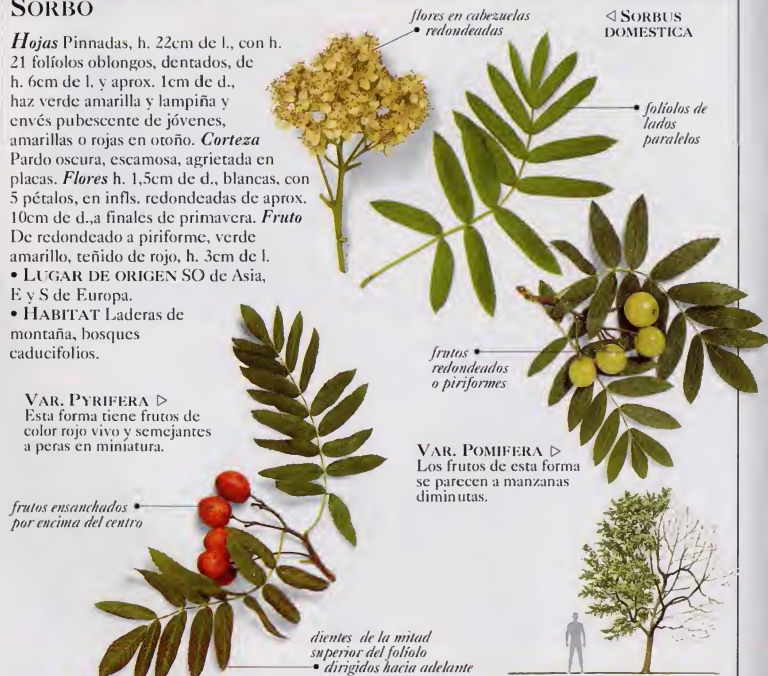 SORBO
Hojas Pinnadas, h. 22cm de l., con h.
21 folíolos oblongos, dentados, de
h. 6cm de l. y aprox. 1cm de d.,
haz verde amarilla y lampiña y
envés pubescente de jóvenes,
amarillas o rojas en otoño. Corteza
Pardo oscura, escamosa, agrietada en
placas. Flores h. 1,5cm de d., blancas, con
5 pétalos, en infls. redondeadas de aprox.
10cm de d.,a finales de primavera. Fruto
De redondeado a piriforme, verde
amarillo, teñido de rojo, h. 3cm de l.
• LUGAR DE ORIGEN SO de Asia,
E y S de Europa.
• HABITAT Laderas de
montaña, bosques
caducifolios.
flores en cabezuelas
• redondeadas
◁ SORBUS
DOMESTICA
• folíolos de
lados
paralelos
frutos •
redondeados
o piriformes
VAR. PYRIFERA ▷
Esta forma tiene frutos de
color rojo vivo y semejantes
a peras en miniatura.
VAR. POMIFERA ▷
Los frutos de esta forma
se parecen a manzanas
diminutas.
frutos ensanchados •
por encima del centro
dientes de la mitad
superior del folíolo
• dirigidos hacia adelante